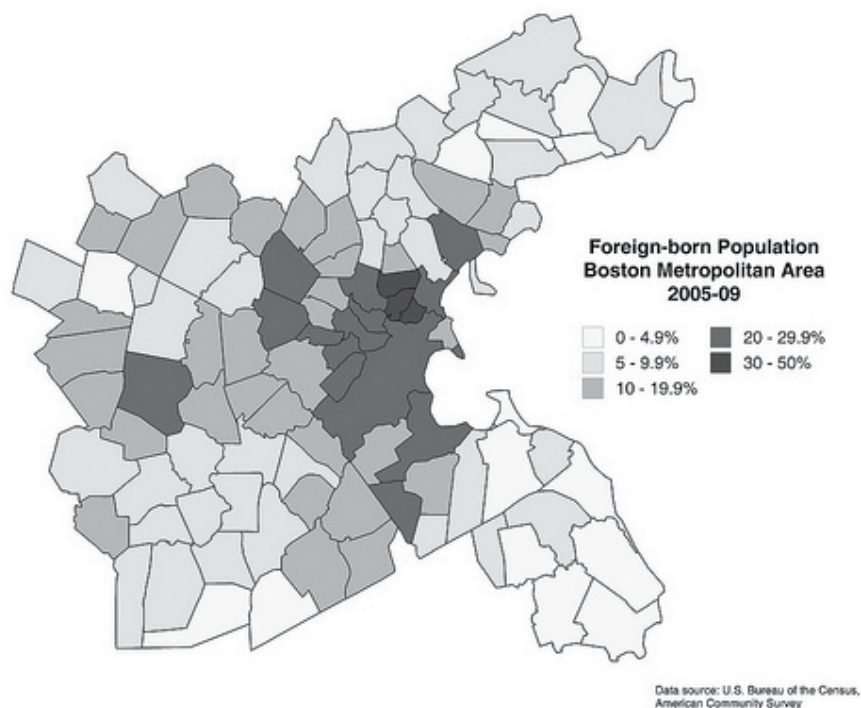 Foreign-born Population
Boston Metropolitan Area
2005-09
0 - 4.9%
20 - 29.9%
5 - 9.9%
30 - 50%
10 - 19.9%
Data source: U.S. Bureau of the Census,
American Community Survey